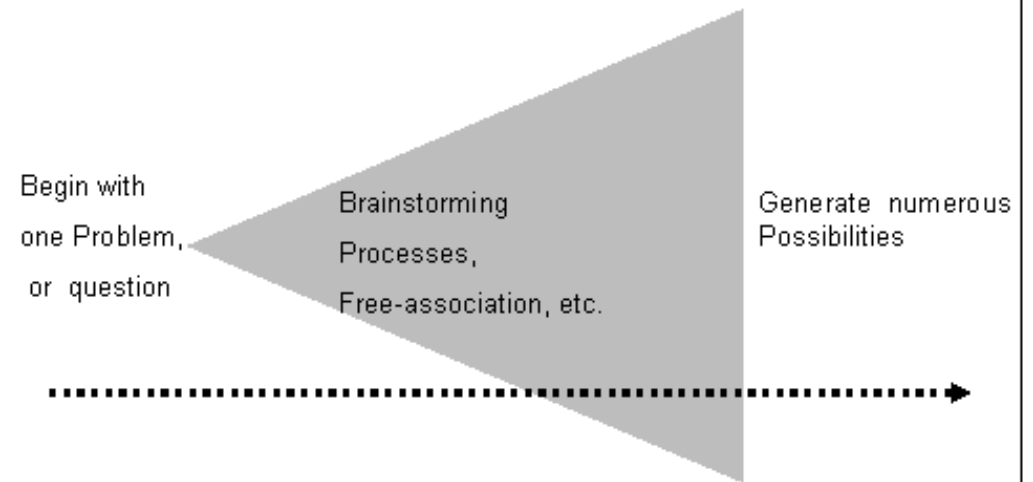 Begin with
one Problem,
or question
Brainstorming
Processes,
Free-association, etc.
Generate numerous
Possibilities